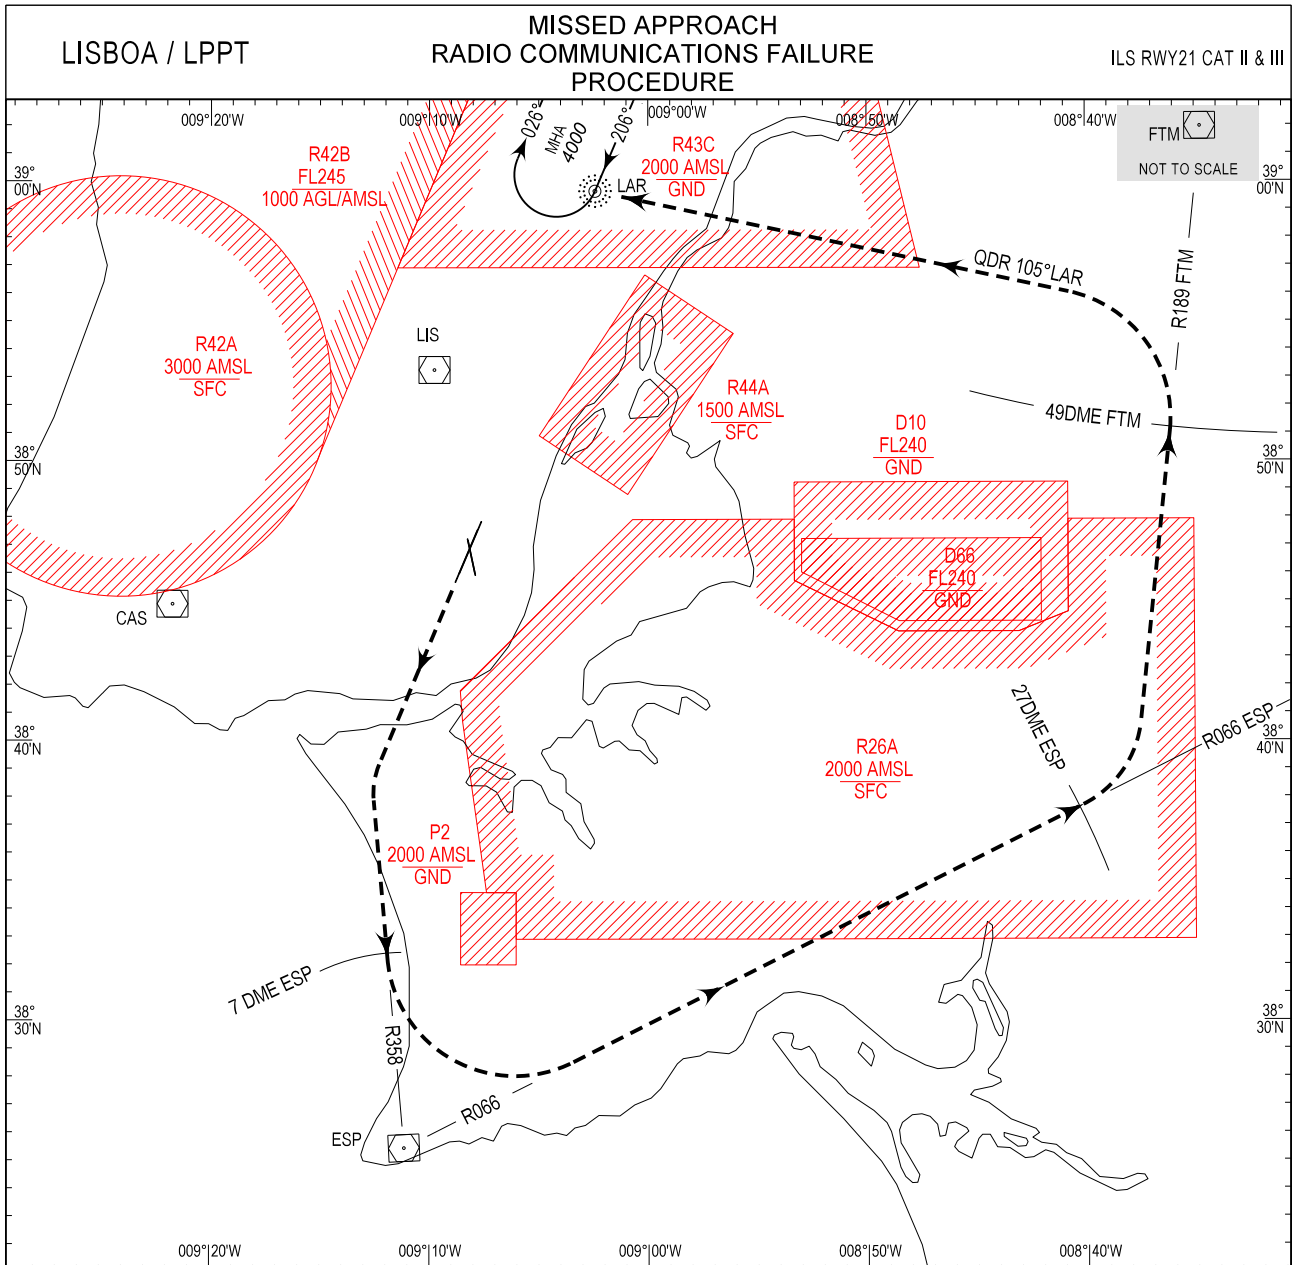 LISBOA / LPPT
MISSED APPROACH
RADIO COMMUNICATIONS FAILURE
PROCEDURE
ILS RWY21 CAT II & III
009°20'W
009°10'W
009°00'W
008°50'W
008°40'W
FTM
NOT TO SCALE
026°
MHA
4000
206°
LAR
R43C
2000 AMSL
GND
R42B
FL245
1000 AGL/AMSL
39°
00'N
39°
00'N
QDR 105°LAR
R189 FTM
LIS
R42A
3000 AMSL
SFC
R44A
1500 AMSL
SFC
49DME FTM
D10
FL240
GND
38°
50'N
38°
50'N
D66
FL240
GND
CAS
27DME ESP
R066 ESP
38°
40'N
38°
40'N
R26A
2000 AMSL
SFC
P2
2000 AMSL
GND
7 DME ESP
38°
30'N
38°
30'N
R358
R066
ESP
009°20'W
009°10'W
009°00'W
008°50'W
008°40'W